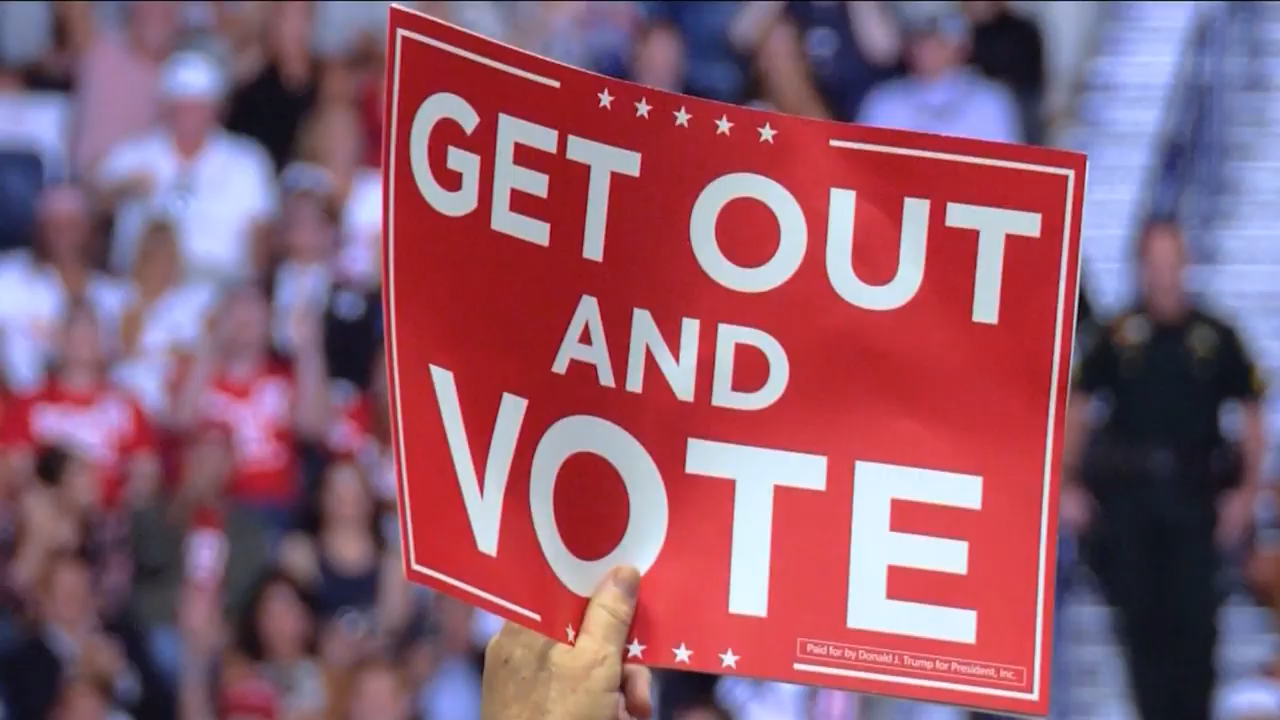 GET OUT
AND
VOTE
Paid for by Donald J. Trump for President, Inc.